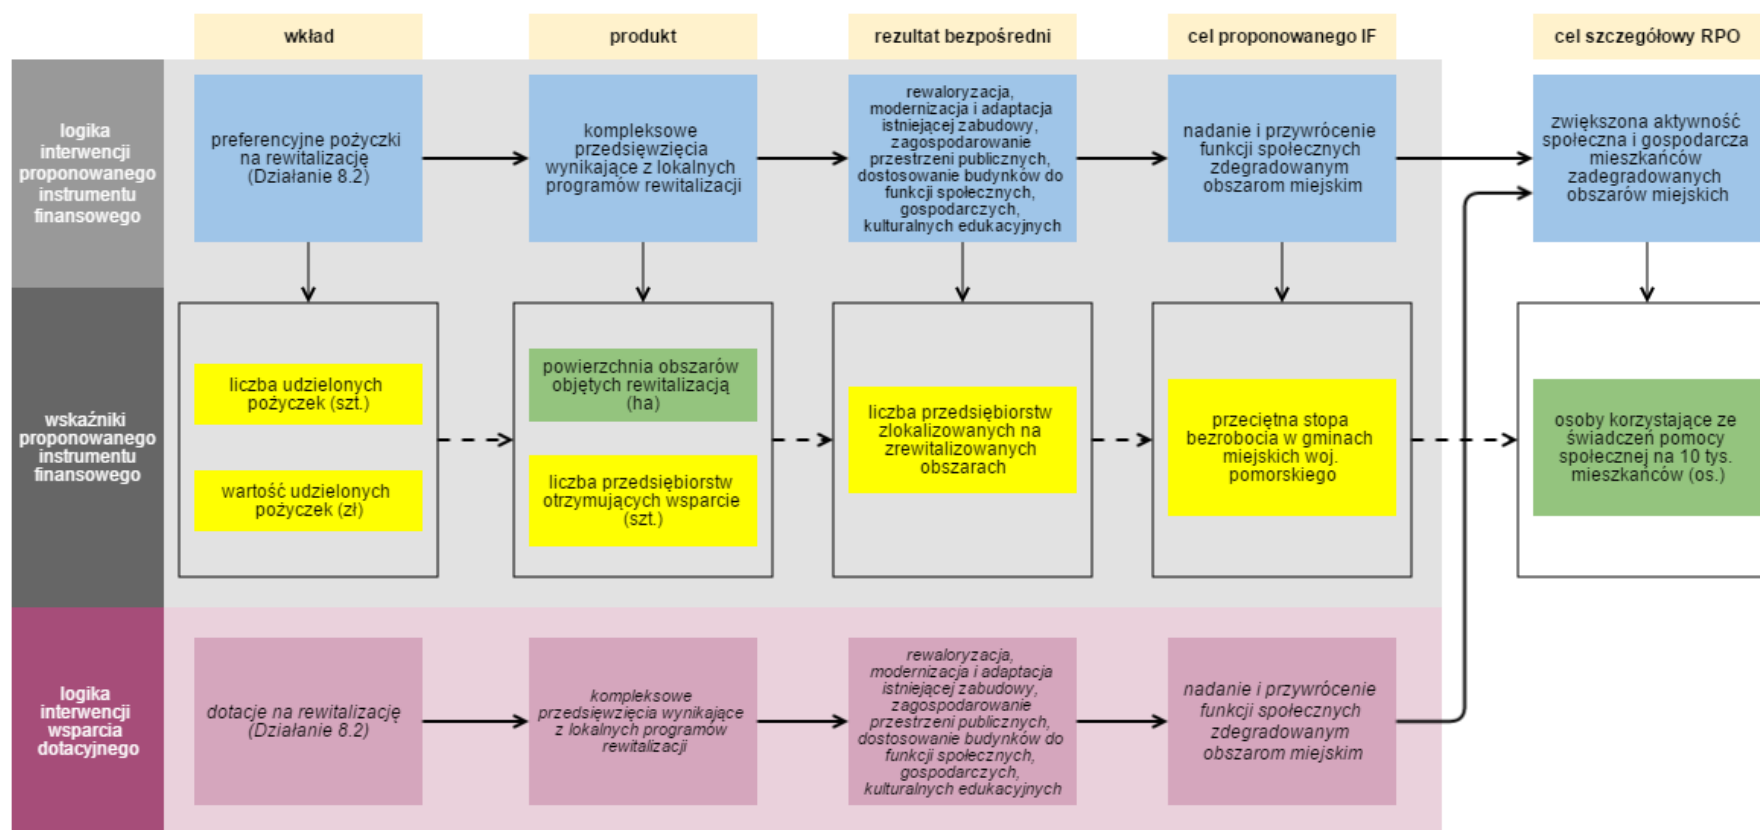 wkład
produkt
rezultat bezpośredni
cel proponowanego IF
cel szczegółowy RPO
logika
interwencji
proponowanego
instrumentu
finansowego
preferencyjne pożyczki
na rewitalizację
(Działanie 8.2)
kompleksowe
przedsięwzięcia
wynikające z lokalnych
programów rewitalizacji
rewaloryzacja,
modernizacja i adaptacja
istniejącej zabudowy,
zagospodarowanie
przestrzeni publicznych,
dostosowanie budynków do
funkcji społecznych,
gospodarczych,
kulturalnych edukacyjnych
nadanie i przywrócenie
funkcji społecznych
zdegradowanym
obszarom miejskim
zwiększona aktywność
społeczna i gospodarcza
mieszkańców
zadegradowanych
obszarów miejskich
wskaźniki
proponowanego
instrumentu
finansowego
liczba udzielonych
pożyczek (szt.)
wartość udzielonych
pożyczek (zł)
powierzchnia obszarów
objętych rewitalizacją
(ha)
liczba przedsiębiorstw
otrzymujących wsparcie
(szt.)
liczba przedsiębiorstw
zlokalizowanych na
zrewitalizowanych
obszarach
przeciętna stopa
bezrobocia w gminach
miejskich woj.
pomorskiego
osoby korzystające ze
świadczeń pomocy
społecznej na 10 tys.
mieszkańców (os.)
logika
interwencji
wsparcia
dotacyjnego
dotacje na rewitalizację
(Działanie 8.2)
kompleksowe
przedsięwzięcia wynikające
z lokalnych programów
rewitalizacji
rewaloryzacja,
modernizacja i adaptacja
istniejącej zabudowy,
zagospodarowanie
przestrzeni publicznych,
dostosowanie budynków do
funkcji społecznych,
gospodarczych,
kulturalnych edukacyjnych
nadanie i przywrócenie
funkcji społecznych
zdegradowanym
obszarom miejskim